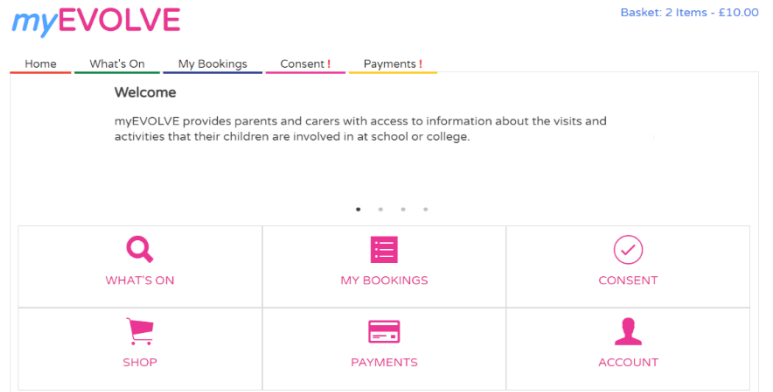 myEVOLVE
Basket: 2 Items - £10.00
Home What's On My Bookings Consent ! Payments !
Welcome
myEVOLVE provides parents and carers with access to information about the visits and
activities that their children are involved in at school or college.
WHAT'S ON MY BOOKINGS CONSENT
SHOP PAYMENTS ACCOUNT